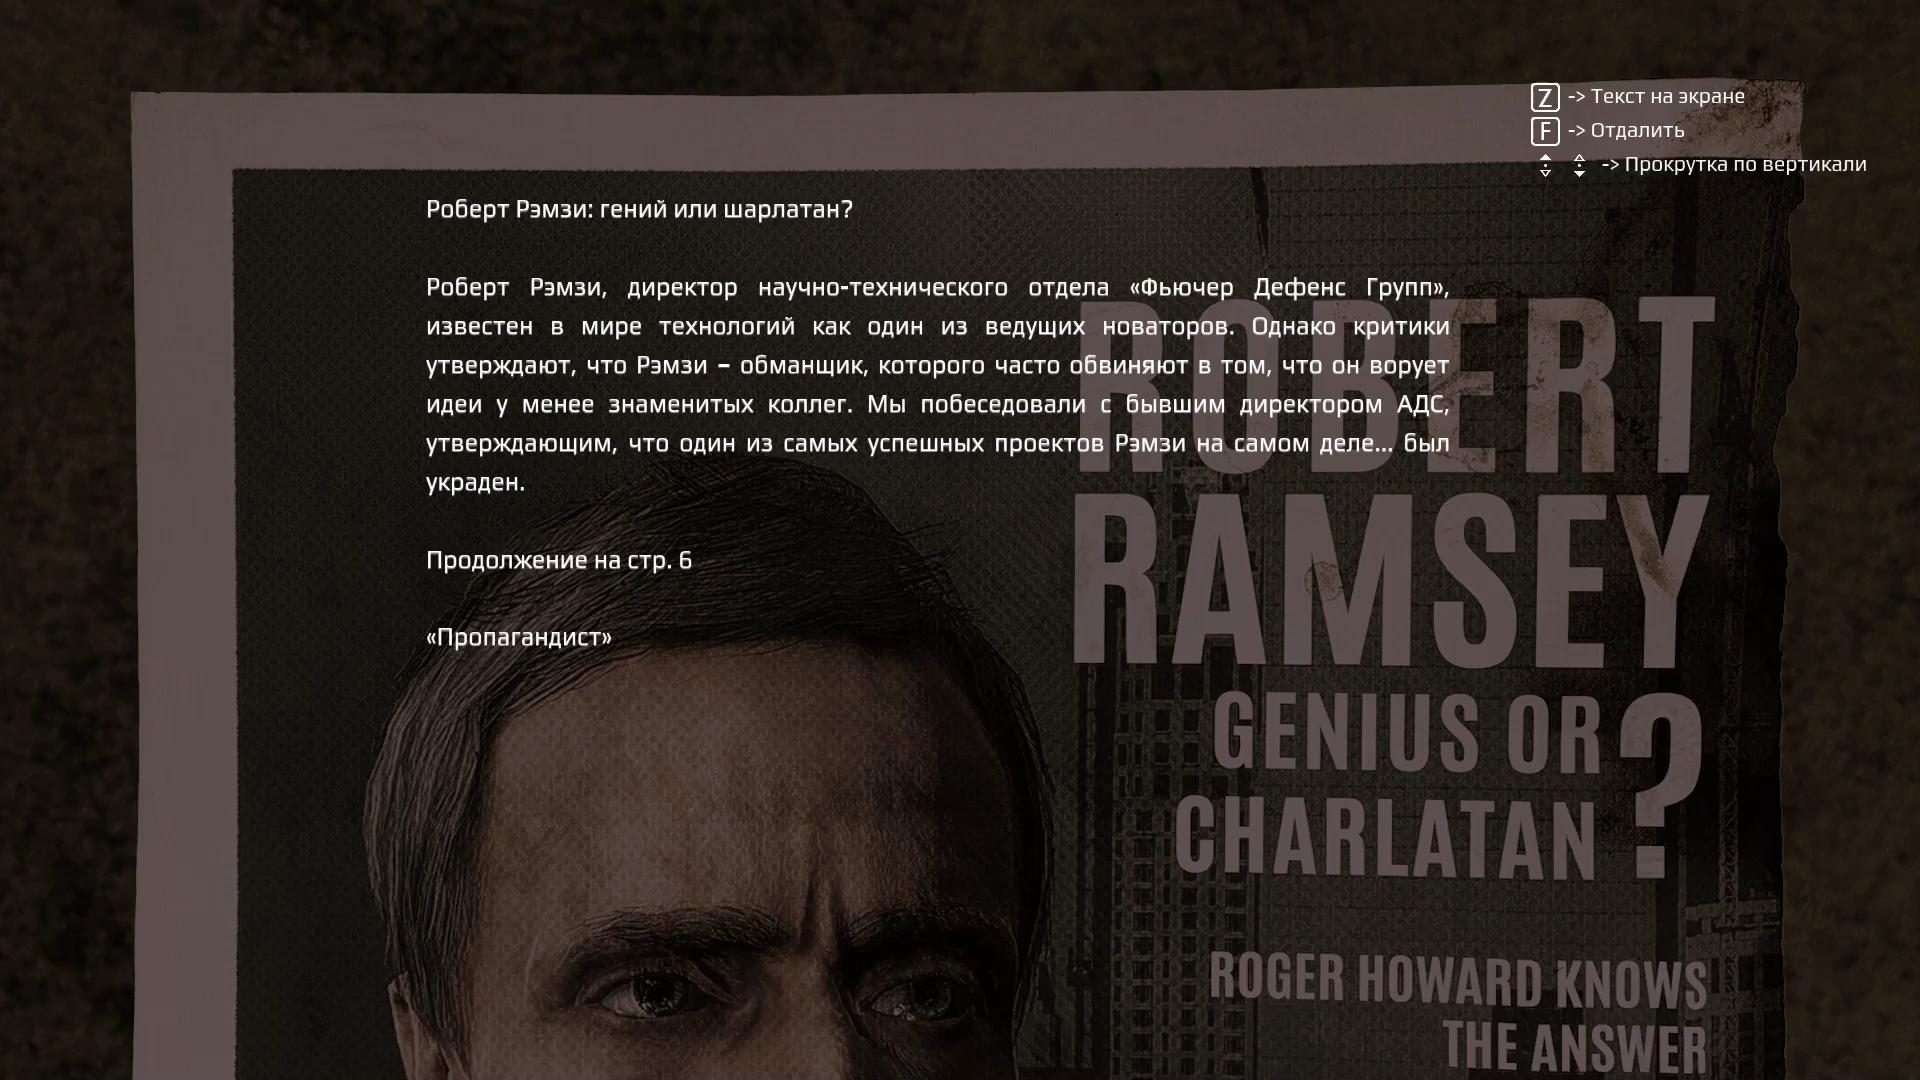 Z -> Текст на экране
F -> Отдалить
-> Прокрутка по вертикали
Роберт Рэмзи: гений или шарлатан?
Роберт Рэмзи, директор научно-технического отдела «Фьючер Дефенс Групп»,
известен в мире технологий как один из ведущих новаторов. Однако критики
утверждают, что Рэмзи – обманщик, которого часто обвиняют в том, что он ворует
идеи у менее знаменитых коллег. Мы побеседовали с бывшим директором АДС,
утверждающим, что один из самых успешных проектов Рэмзи на самом деле... был
украден.
Продолжение на стр. 6
«Пропагандист»
ROBERT
RAMSEY
GENIUS OR
CHARLATAN ?
ROGER HOWARD KNOWS
THE ANSWER